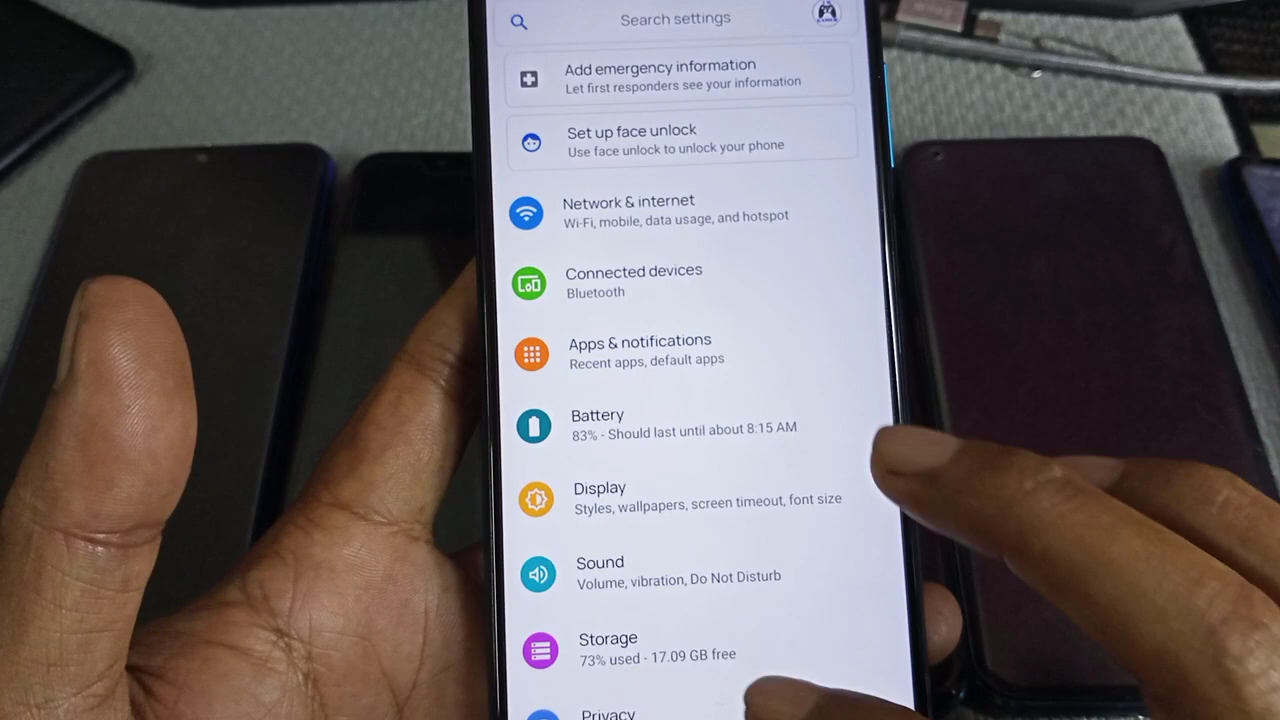 Search settings
Add emergency information
Let first responders see your information
Set up face unlock
Use face unlock to unlock your phone
Network & internet
Wi-Fi, mobile, data usage, and hotspot
Connected devices
Bluetooth
Apps & notifications
Recent apps, default apps
Battery
83% - Should last until about 8:15 AM
Display
Styles, wallpapers, screen timeout, font size
Sound
Volume, vibration, Do Not Disturb
Storage
73% used - 17.09 GB free
Privacy